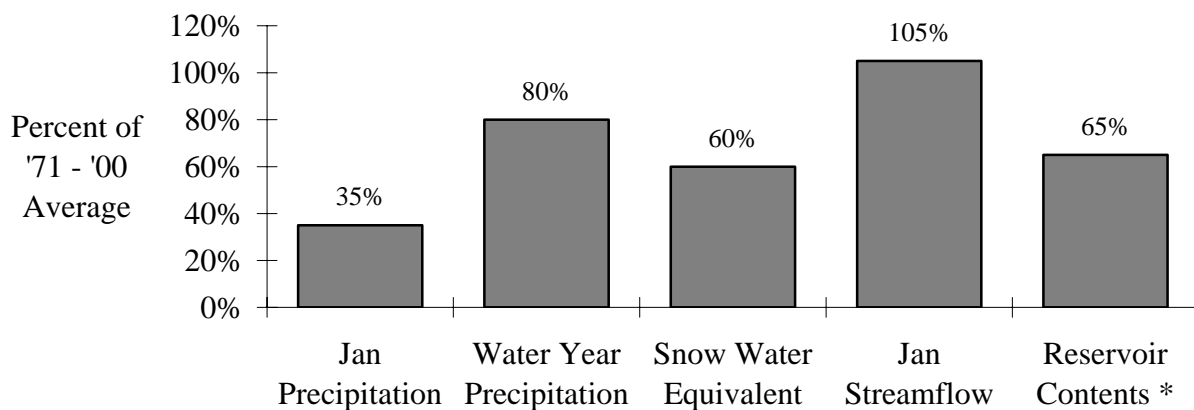 120%
100%
80%
60%
40%
20%
0%
Percent of
'71 - '00
Average
35%
80%
60%
105%
65%
Jan
Precipitation
Water Year
Precipitation
Snow Water
Equivalent
Jan
Streamflow
Reservoir
Contents *